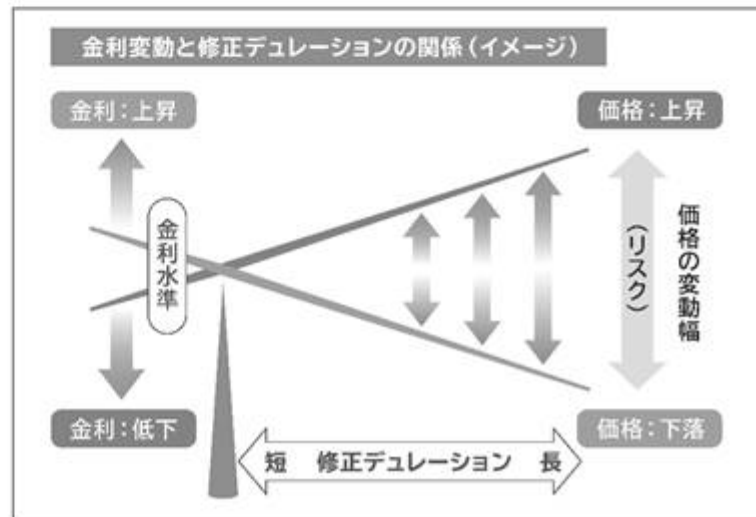 金利変動と修正デュレーションの関係（イメージ）
金利：上昇
価格：上昇
金利水準
価格の変動幅
（リスク）
金利：低下
価格：下落
短　修正デュレーション　長